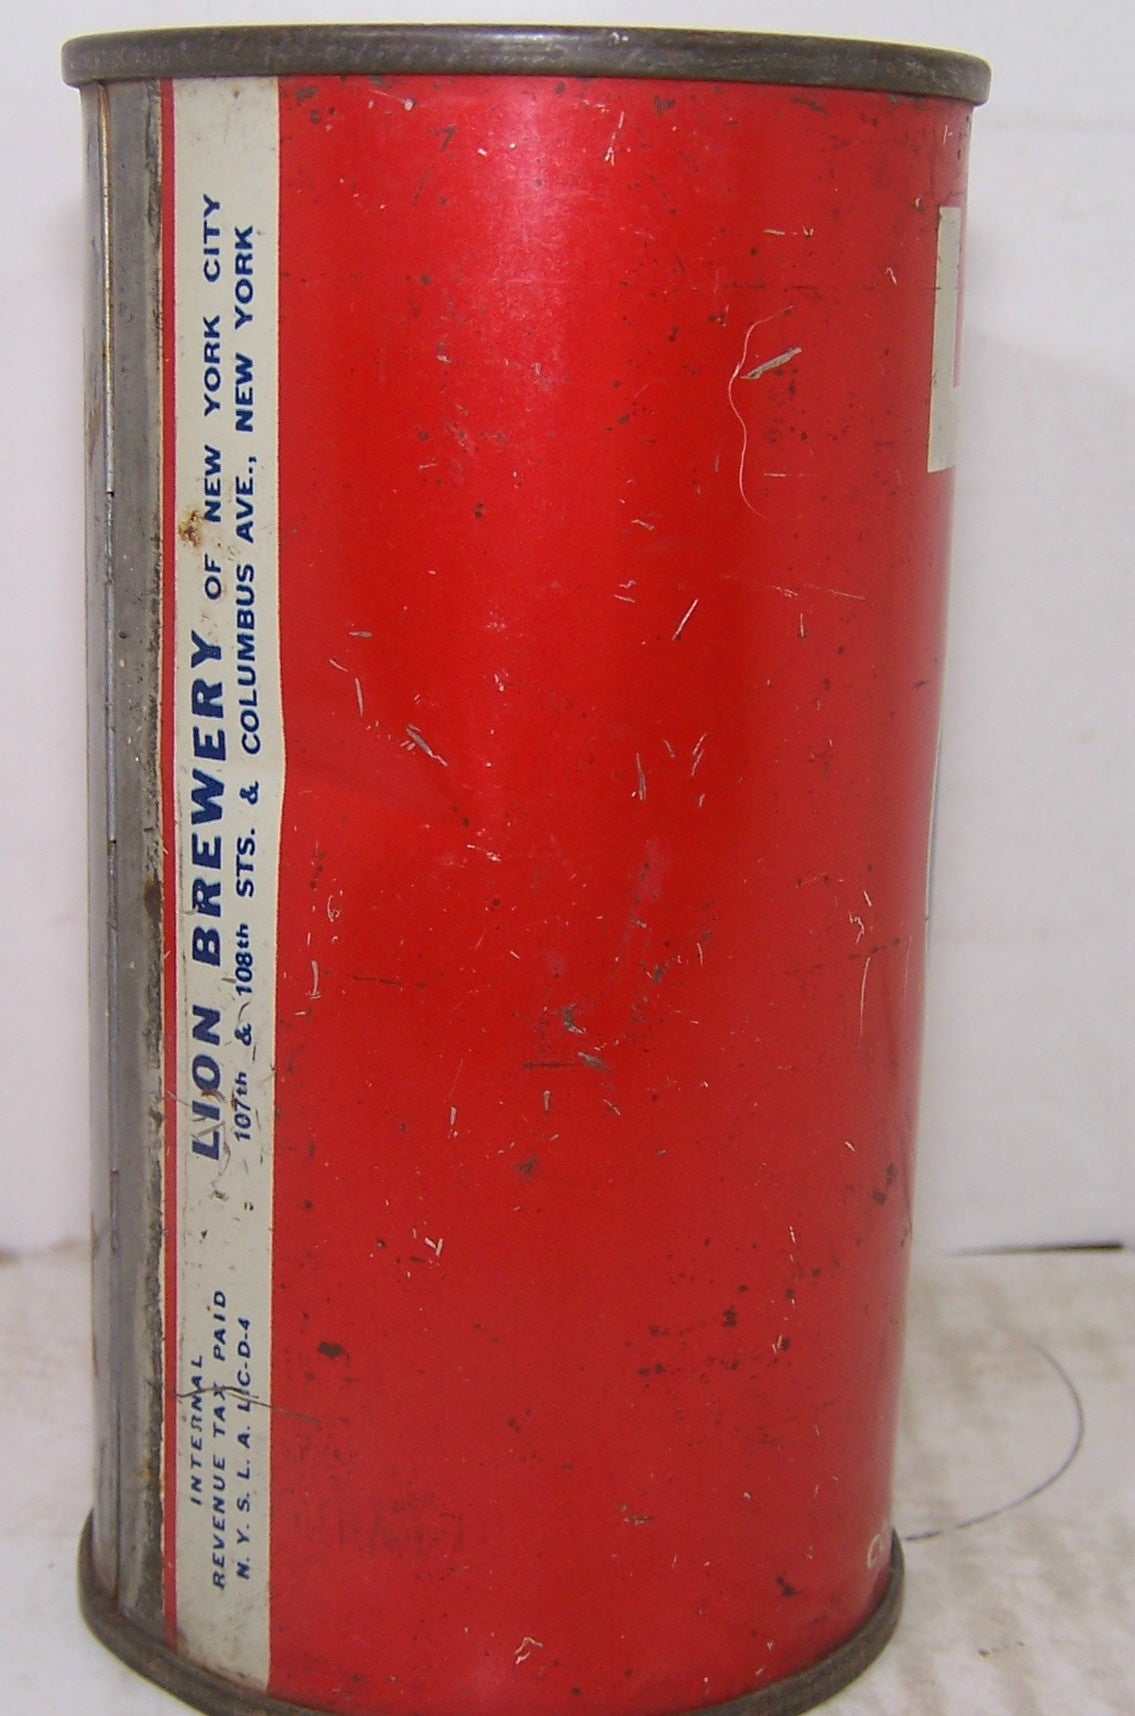 INTERNAL
REVENUE TAX PAID
N. Y. S. L. A. LIC-D-4
LION BREWERY OF NEW YORK CITY
107th & 108th STS. & COLUMBUS AVE., NEW YORK